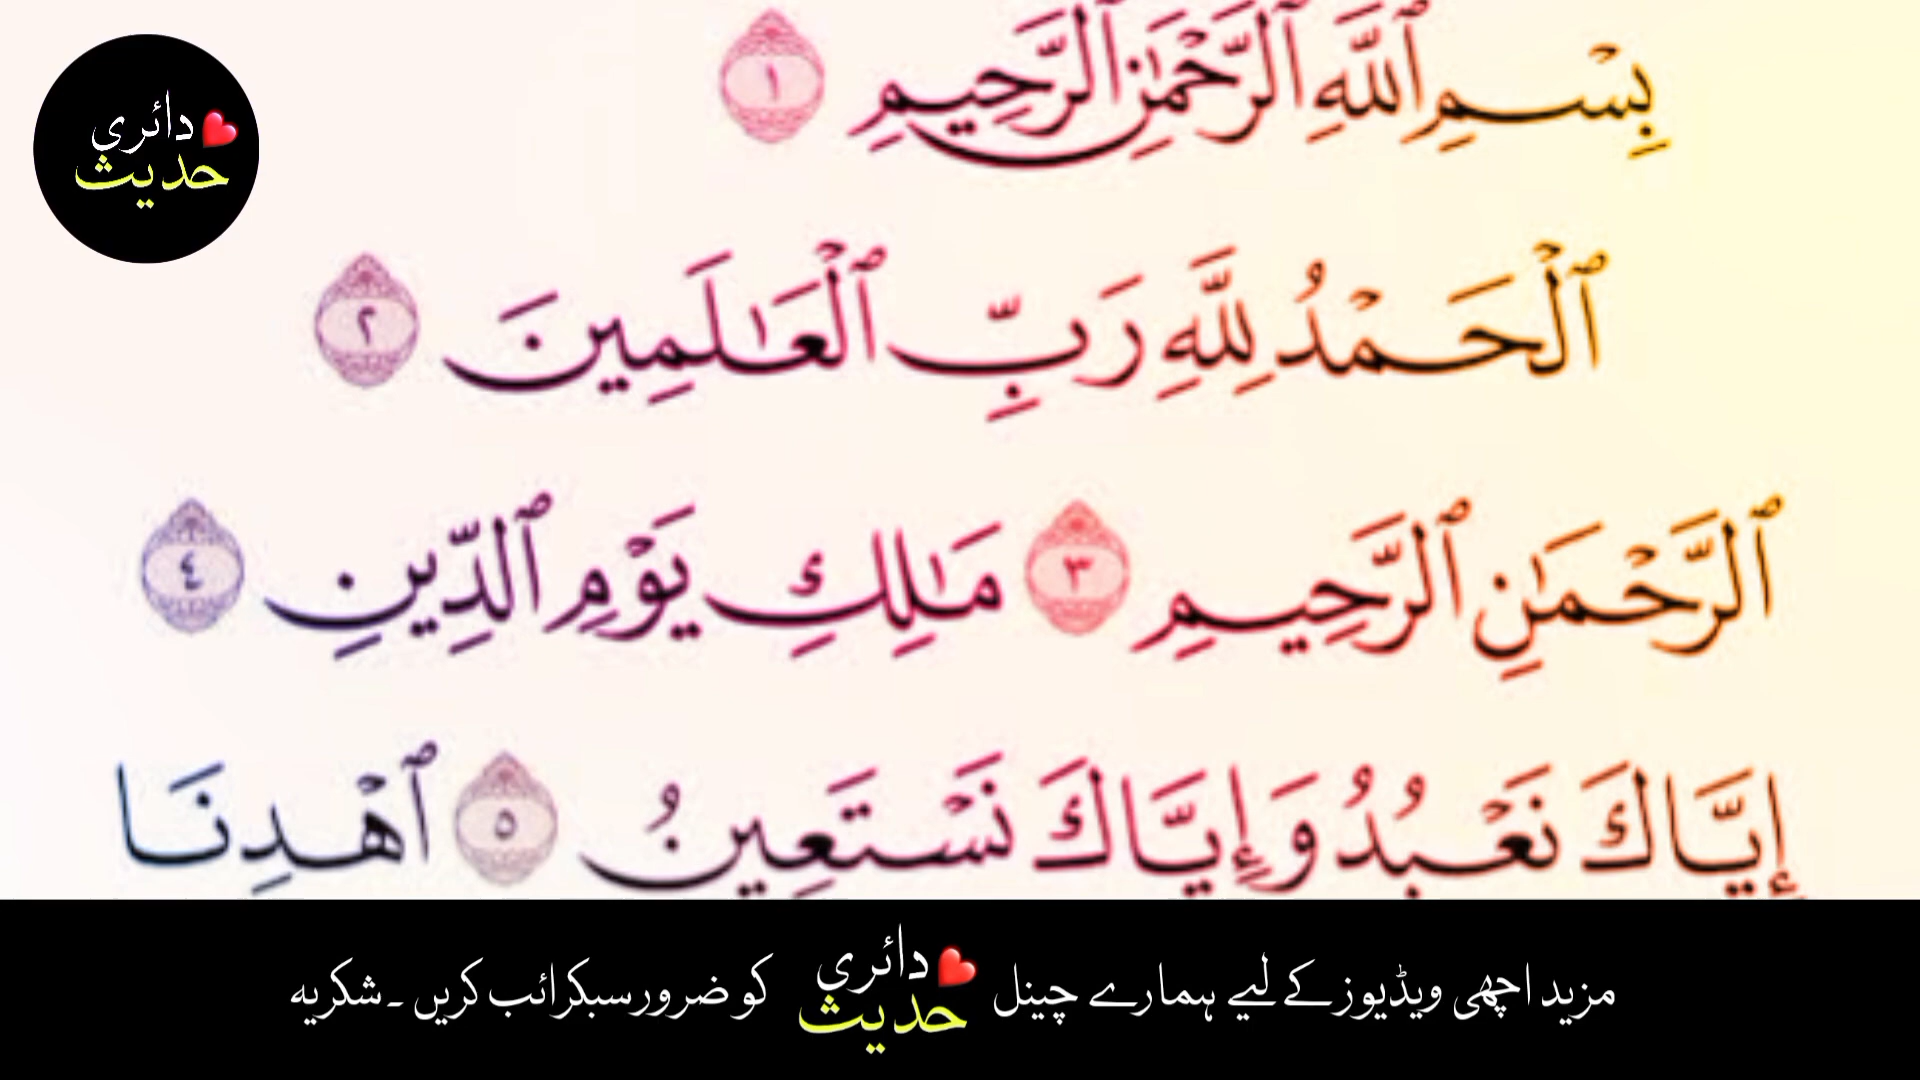 دائری
حدیث
بِسْمِ ٱللَّهِ ٱلرَّحْمَٰنِ ٱلرَّحِيمِ ١
ٱلْحَمْدُ لِلَّهِ رَبِّ ٱلْعَٰلَمِينَ ٢
ٱلرَّحْمَٰنِ ٱلرَّحِيمِ ٣ مَٰلِكِ يَوْمِ ٱلدِّينِ ٤
إِيَّاكَ نَعْبُدُ وَإِيَّاكَ نَسْتَعِينُ ٥ ٱهْدِنَا
مزید اچھی ویڈیوز کے لیے ہمارے چینل دائری حدیث کو ضرور سبکرائب کریں ۔ شکریہ